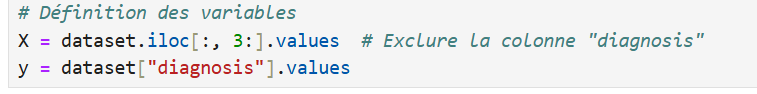 # Définition des variables
X = dataset.iloc[:, 3:].values  # Exclure la colonne "diagnosis"
y = dataset["diagnosis"].values